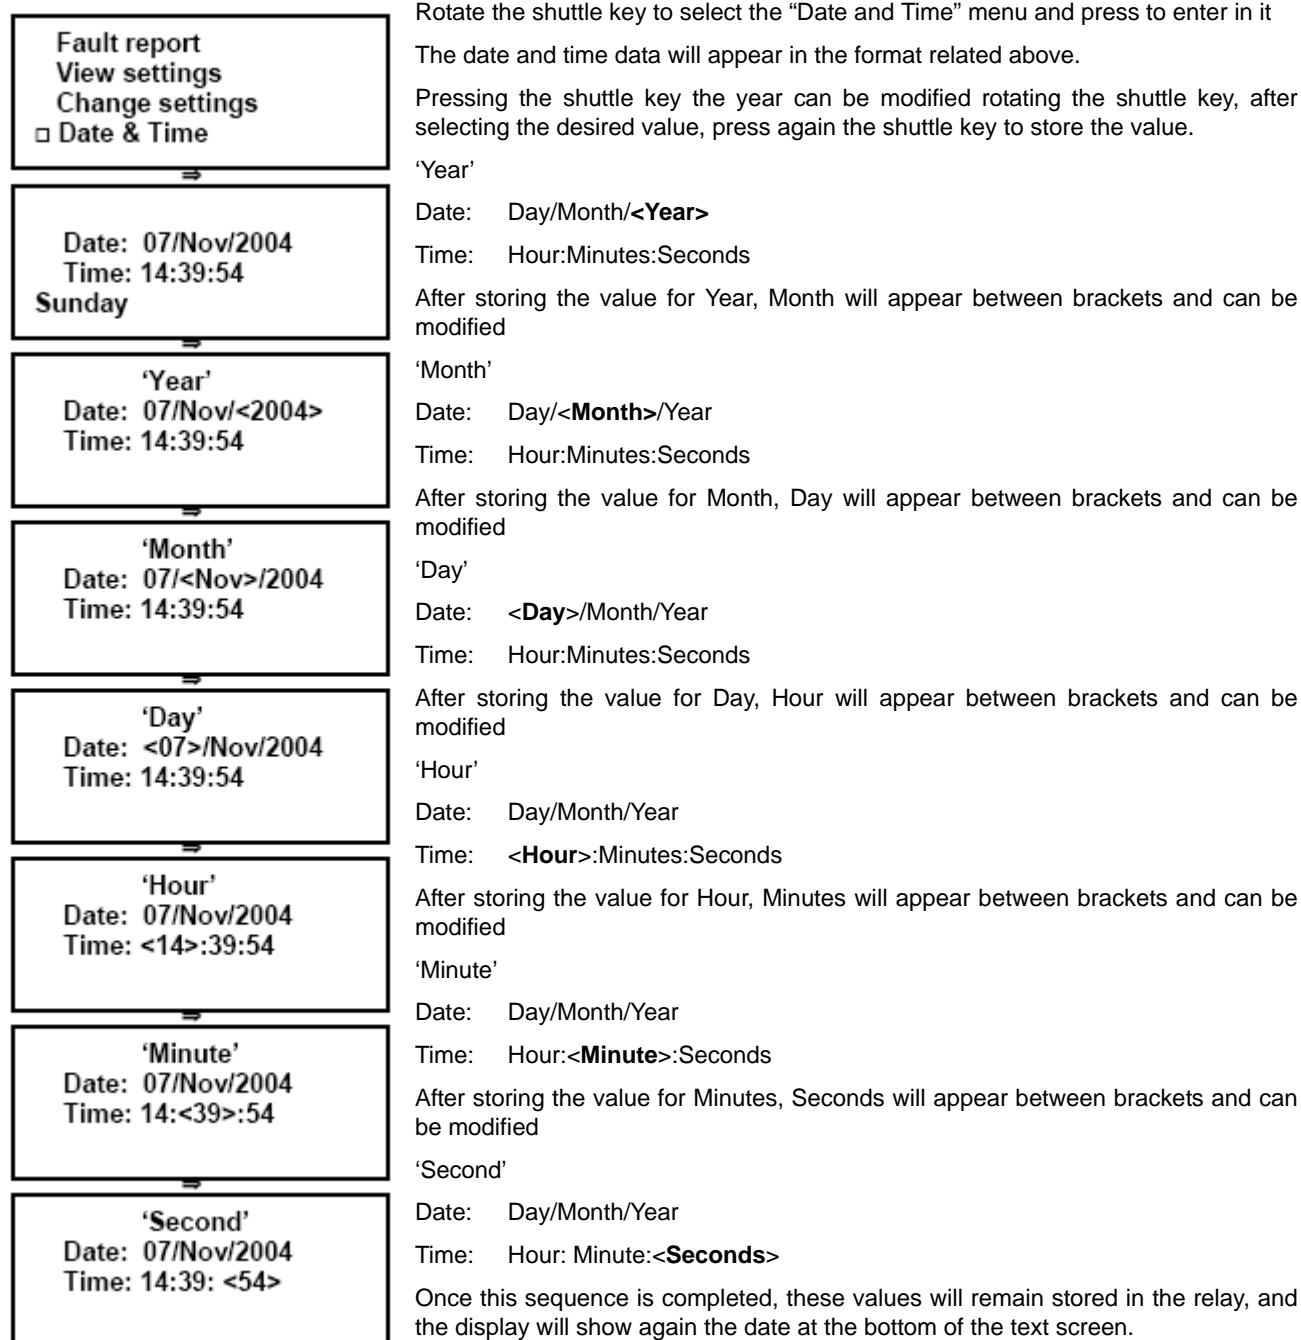 Fault report
View settings
Change settings
□ Date & Time
⇒
Date: 07/Nov/2004
Time: 14:39:54
Sunday
⇒
‘Year’
Date: 07/Nov/<2004>
Time: 14:39:54
⇒
‘Month’
Date: 07/<Nov>/2004
Time: 14:39:54
⇒
‘Day’
Date: <07>/Nov/2004
Time: 14:39:54
⇒
‘Hour’
Date: 07/Nov/2004
Time: <14>:39:54
⇒
‘Minute’
Date: 07/Nov/2004
Time: 14:<39>:54
⇒
‘Second’
Date: 07/Nov/2004
Time: 14:39: <54>
Rotate the shuttle key to select the “Date and Time” menu and press to enter in it
The date and time data will appear in the format related above.
Pressing the shuttle key the year can be modified rotating the shuttle key, after
selecting the desired value, press again the shuttle key to store the value.
‘Year’
Date: Day/Month/<Year>
Time: Hour:Minutes:Seconds
After storing the value for Year, Month will appear between brackets and can be
modified
‘Month’
Date: Day/<Month>/Year
Time: Hour:Minutes:Seconds
After storing the value for Month, Day will appear between brackets and can be
modified
‘Day’
Date: <Day>/Month/Year
Time: Hour:Minutes:Seconds
After storing the value for Day, Hour will appear between brackets and can be
modified
‘Hour’
Date: Day/Month/Year
Time: <Hour>:Minutes:Seconds
After storing the value for Hour, Minutes will appear between brackets and can be
modified
‘Minute’
Date: Day/Month/Year
Time: Hour:<Minute>:Seconds
After storing the value for Minutes, Seconds will appear between brackets and can
be modified
‘Second’
Date: Day/Month/Year
Time: Hour: Minute:<Seconds>
Once this sequence is completed, these values will remain stored in the relay, and
the display will show again the date at the bottom of the text screen.